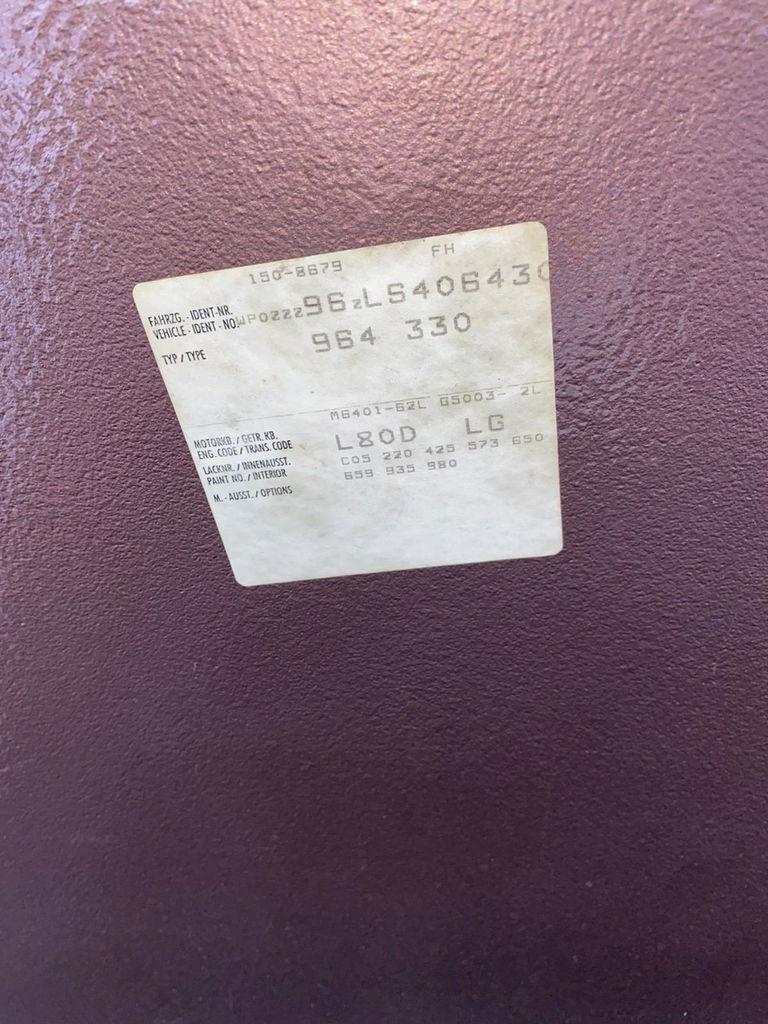 150-8679 FH
FAHRZG.-IDENT-NR.
VEHICLE-IDENT-NO. WP0ZZZ96ZLS406430
TYP / TYPE 964 330
MOTORKB. / GETR. KB. M6401-62L G5003- 2L
ENG. CODE / TRANS. CODE
LACKNR. / INNENAUSST. L80D LG
PAINT NO. / INTERIOR
M.-AUSST. / OPTIONS C05 220 425 573 650
659 935 980